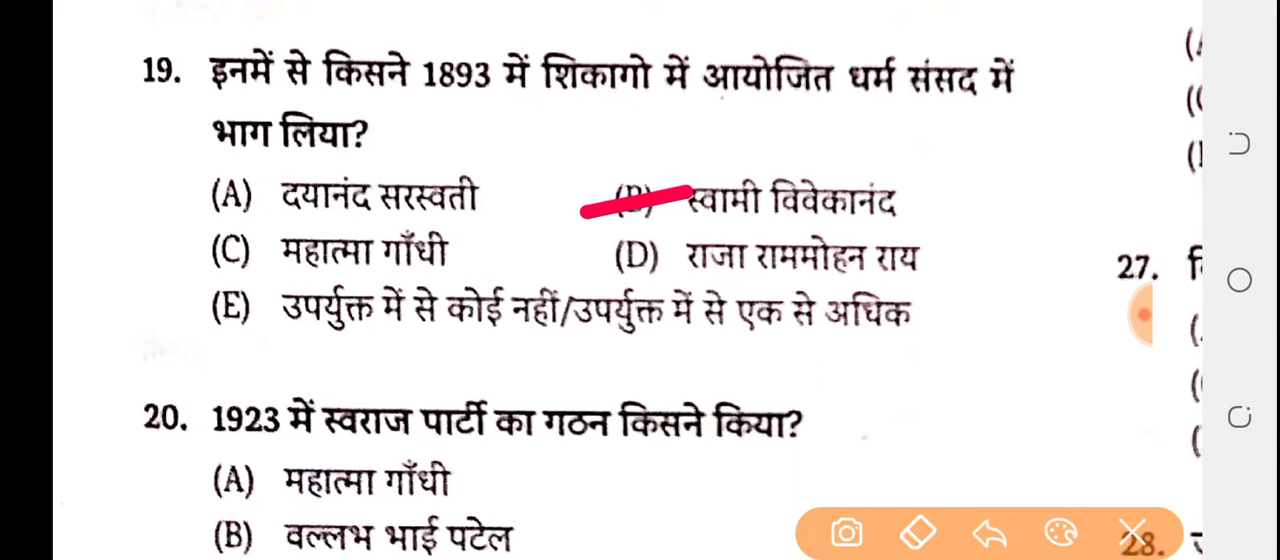 19. इनमें से किसने 1893 में शिकागो में आयोजित धर्म संसद में
भाग लिया?
(A) दयानंद सरस्वती (B) स्वामी विवेकानंद
(C) महात्मा गाँधी (D) राजा राममोहन राय
(E) उपर्युक्त में से कोई नहीं/उपर्युक्त में से एक से अधिक
20. 1923 में स्वराज पार्टी का गठन किसने किया?
(A) महात्मा गाँधी
(B) वल्लभ भाई पटेल
27.
28.